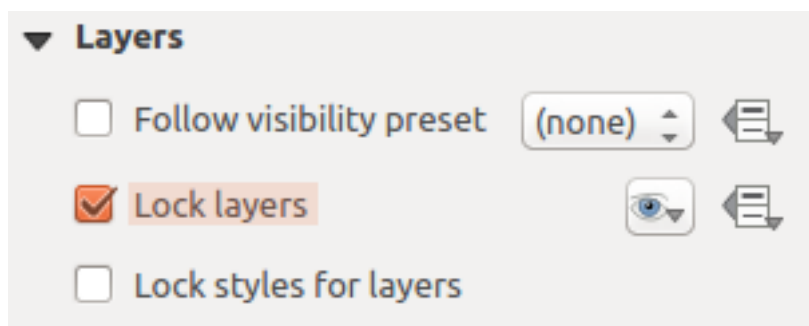 Layers
Follow visibility preset (none)
Lock layers
Lock styles for layers